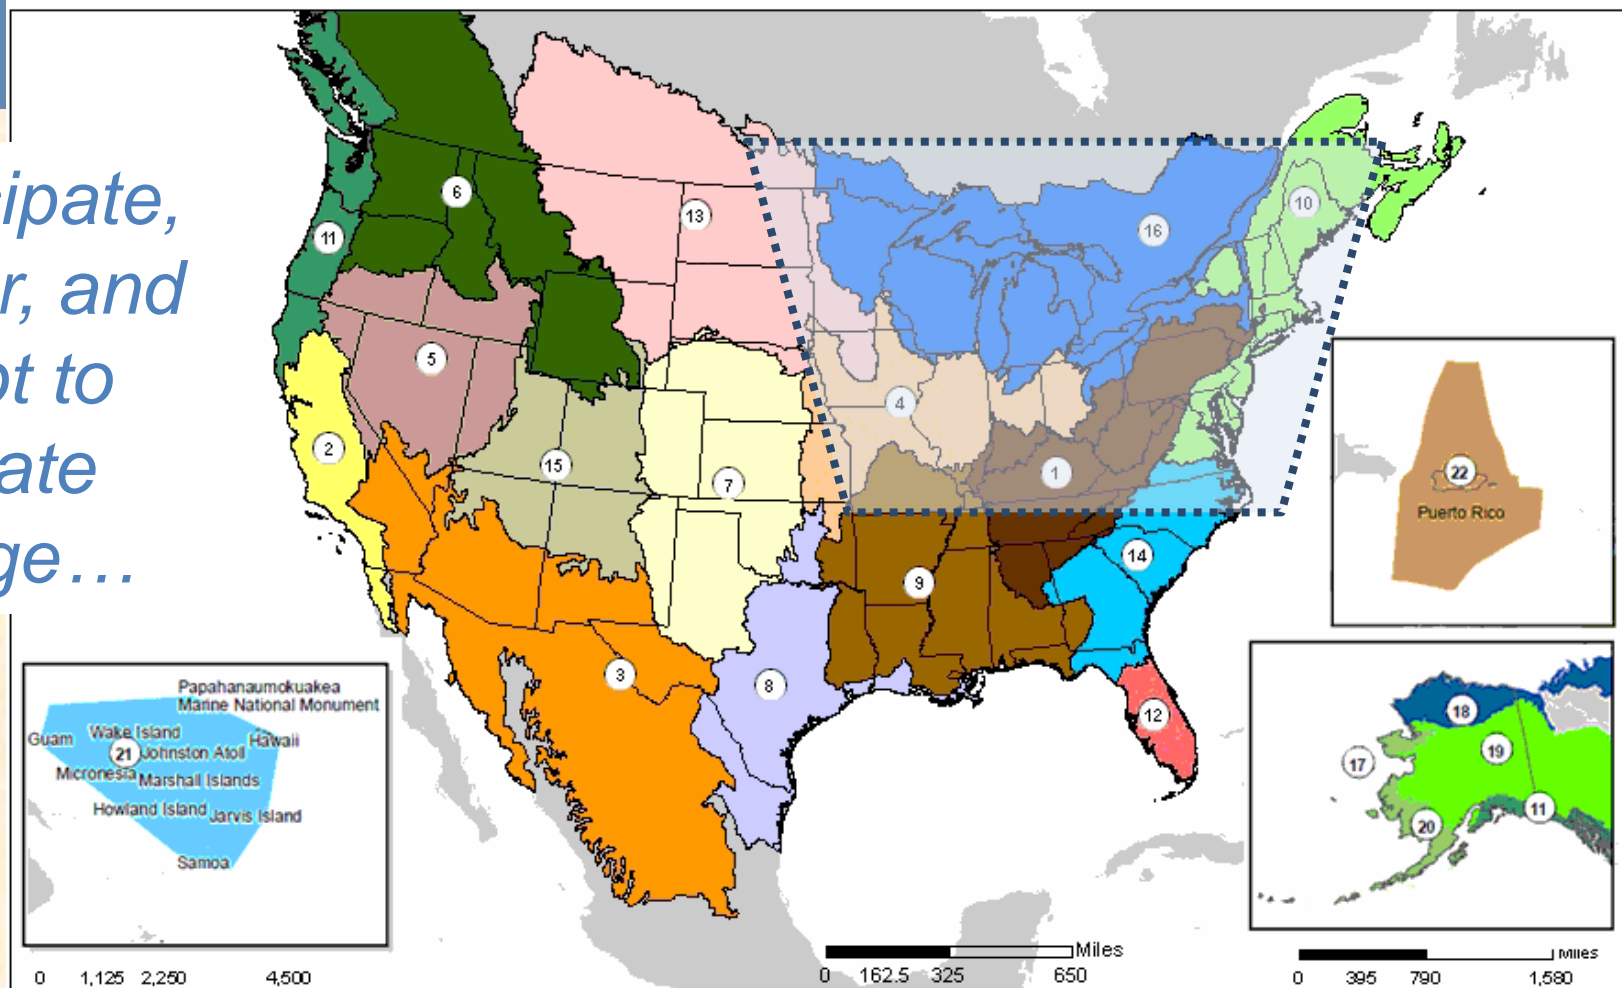 cipate,
r, and
ot to
ate
ge…
6
13
11
16
10
5
4
2
15
7
1
22
Puerto Rico
14
9
3
8
12
Papahanaumokuakea
Marine National Monument
Guam
Wake Island
Hawaii
21
Johnston Atoll
Micronesia
Marshall Islands
Howland Island
Jarvis Island
Samoa
18
19
17
11
20
0 1,125 2,250 4,500
Miles
0 162.5 325 650
Miles
0 395 790 1,580